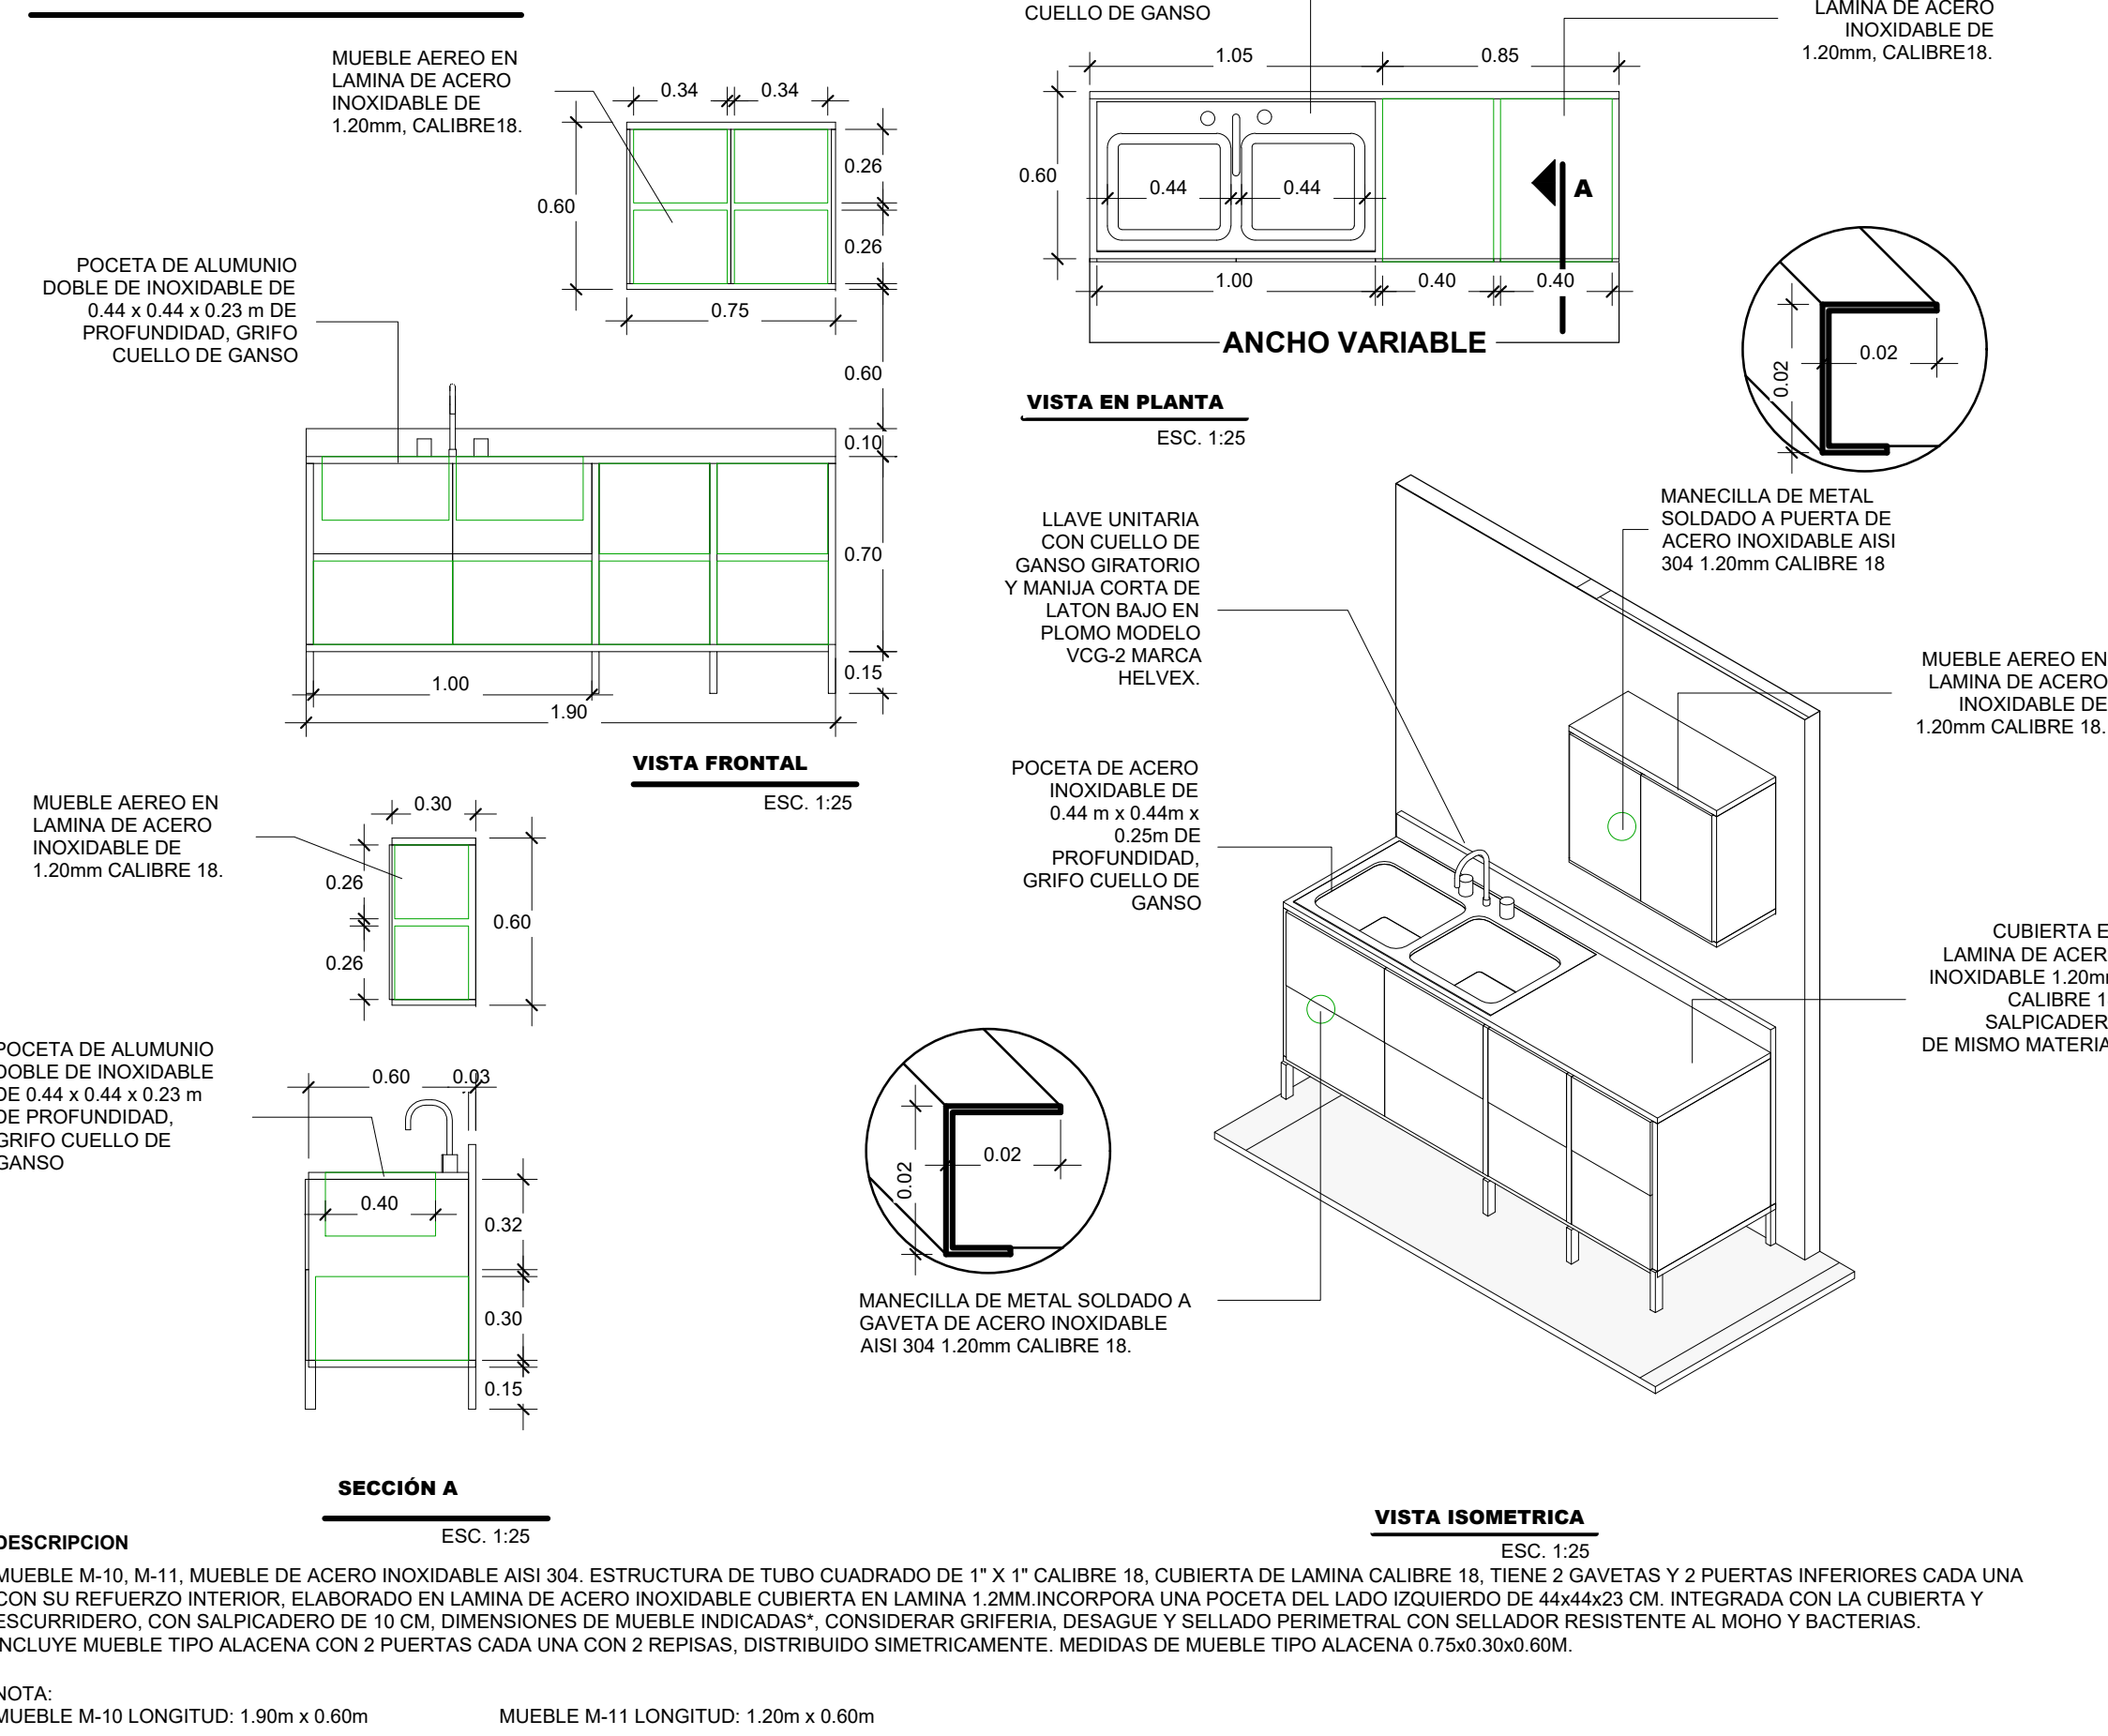 CUELLO DE GANSO
LAMINA DE ACERO
INOXIDABLE DE
1.20mm, CALIBRE18.
MUEBLE AEREO EN
LAMINA DE ACERO
INOXIDABLE DE
1.20mm, CALIBRE18.
0.34
0.34
0.26
0.60
0.26
0.75
POCETA DE ALUMUNIO
DOBLE DE INOXIDABLE DE
0.44 x 0.44 x 0.23 m DE
PROFUNDIDAD, GRIFO
CUELLO DE GANSO
0.60
0.10
0.70
0.15
1.00
1.90
VISTA FRONTAL
ESC. 1:25
1.05
0.85
0.60
0.44
0.44
A
1.00
0.40
0.40
ANCHO VARIABLE
VISTA EN PLANTA
ESC. 1:25
0.02
0.02
MANECILLA DE METAL
SOLDADO A PUERTA DE
ACERO INOXIDABLE AISI
304 1.20mm CALIBRE 18
LLAVE UNITARIA
CON CUELLO DE
GANSO GIRATORIO
Y MANIJA CORTA DE
LATON BAJO EN
PLOMO MODELO
VCG-2 MARCA
HELVEX.
MUEBLE AEREO EN
LAMINA DE ACERO
INOXIDABLE DE
1.20mm CALIBRE 18.
POCETA DE ACERO
INOXIDABLE DE
0.44 m x 0.44m x
0.25m DE
PROFUNDIDAD,
GRIFO CUELLO DE
GANSO
CUBIERTA E
LAMINA DE ACER
INOXIDABLE 1.20m
CALIBRE 1
SALPICADER
DE MISMO MATERIA
MUEBLE AEREO EN
LAMINA DE ACERO
INOXIDABLE DE
1.20mm CALIBRE 18.
0.30
0.26
0.60
0.26
POCETA DE ALUMUNIO
DOBLE DE INOXIDABLE
DE 0.44 x 0.44 x 0.23 m
DE PROFUNDIDAD,
GRIFO CUELLO DE
GANSO
0.60
0.03
0.40
0.32
0.30
0.15
0.02
0.02
MANECILLA DE METAL SOLDADO A
GAVETA DE ACERO INOXIDABLE
AISI 304 1.20mm CALIBRE 18.
SECCIÓN A
ESC. 1:25
VISTA ISOMETRICA
ESC. 1:25
DESCRIPCION
MUEBLE M-10, M-11, MUEBLE DE ACERO INOXIDABLE AISI 304. ESTRUCTURA DE TUBO CUADRADO DE 1" X 1" CALIBRE 18, CUBIERTA DE LAMINA CALIBRE 18, TIENE 2 GAVETAS Y 2 PUERTAS INFERIORES CADA UNA
CON SU REFUERZO INTERIOR, ELABORADO EN LAMINA DE ACERO INOXIDABLE CUBIERTA EN LAMINA 1.2MM.INCORPORA UNA POCETA DEL LADO IZQUIERDO DE 44x44x23 CM. INTEGRADA CON LA CUBIERTA Y
ESCURRIDERO, CON SALPICADERO DE 10 CM, DIMENSIONES DE MUEBLE INDICADAS*, CONSIDERAR GRIFERIA, DESAGUE Y SELLADO PERIMETRAL CON SELLADOR RESISTENTE AL MOHO Y BACTERIAS.
INCLUYE MUEBLE TIPO ALACENA CON 2 PUERTAS CADA UNA CON 2 REPISAS, DISTRIBUIDO SIMETRICAMENTE. MEDIDAS DE MUEBLE TIPO ALACENA 0.75x0.30x0.60M.
NOTA:
MUEBLE M-10 LONGITUD: 1.90m x 0.60m
MUEBLE M-11 LONGITUD: 1.20m x 0.60m